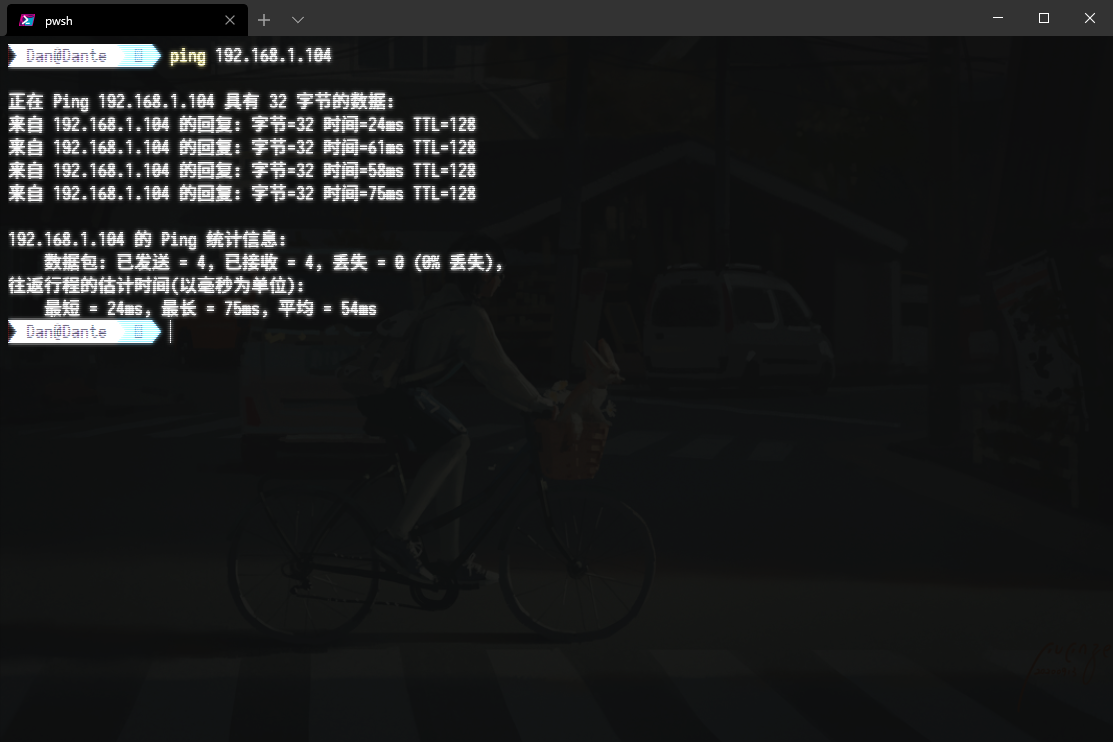 pwsh
Dan@Dante ping 192.168.1.104
正在 Ping 192.168.1.104 具有 32 字节的数据:
来自 192.168.1.104 的回复: 字节=32 时间=24ms TTL=128
来自 192.168.1.104 的回复: 字节=32 时间=61ms TTL=128
来自 192.168.1.104 的回复: 字节=32 时间=58ms TTL=128
来自 192.168.1.104 的回复: 字节=32 时间=75ms TTL=128
192.168.1.104 的 Ping 统计信息:
数据包: 已发送 = 4，已接收 = 4，丢失 = 0 (0% 丢失)，
往返行程的估计时间(以毫秒为单位):
最短 = 24ms，最长 = 75ms，平均 = 54ms
Dan@Dante